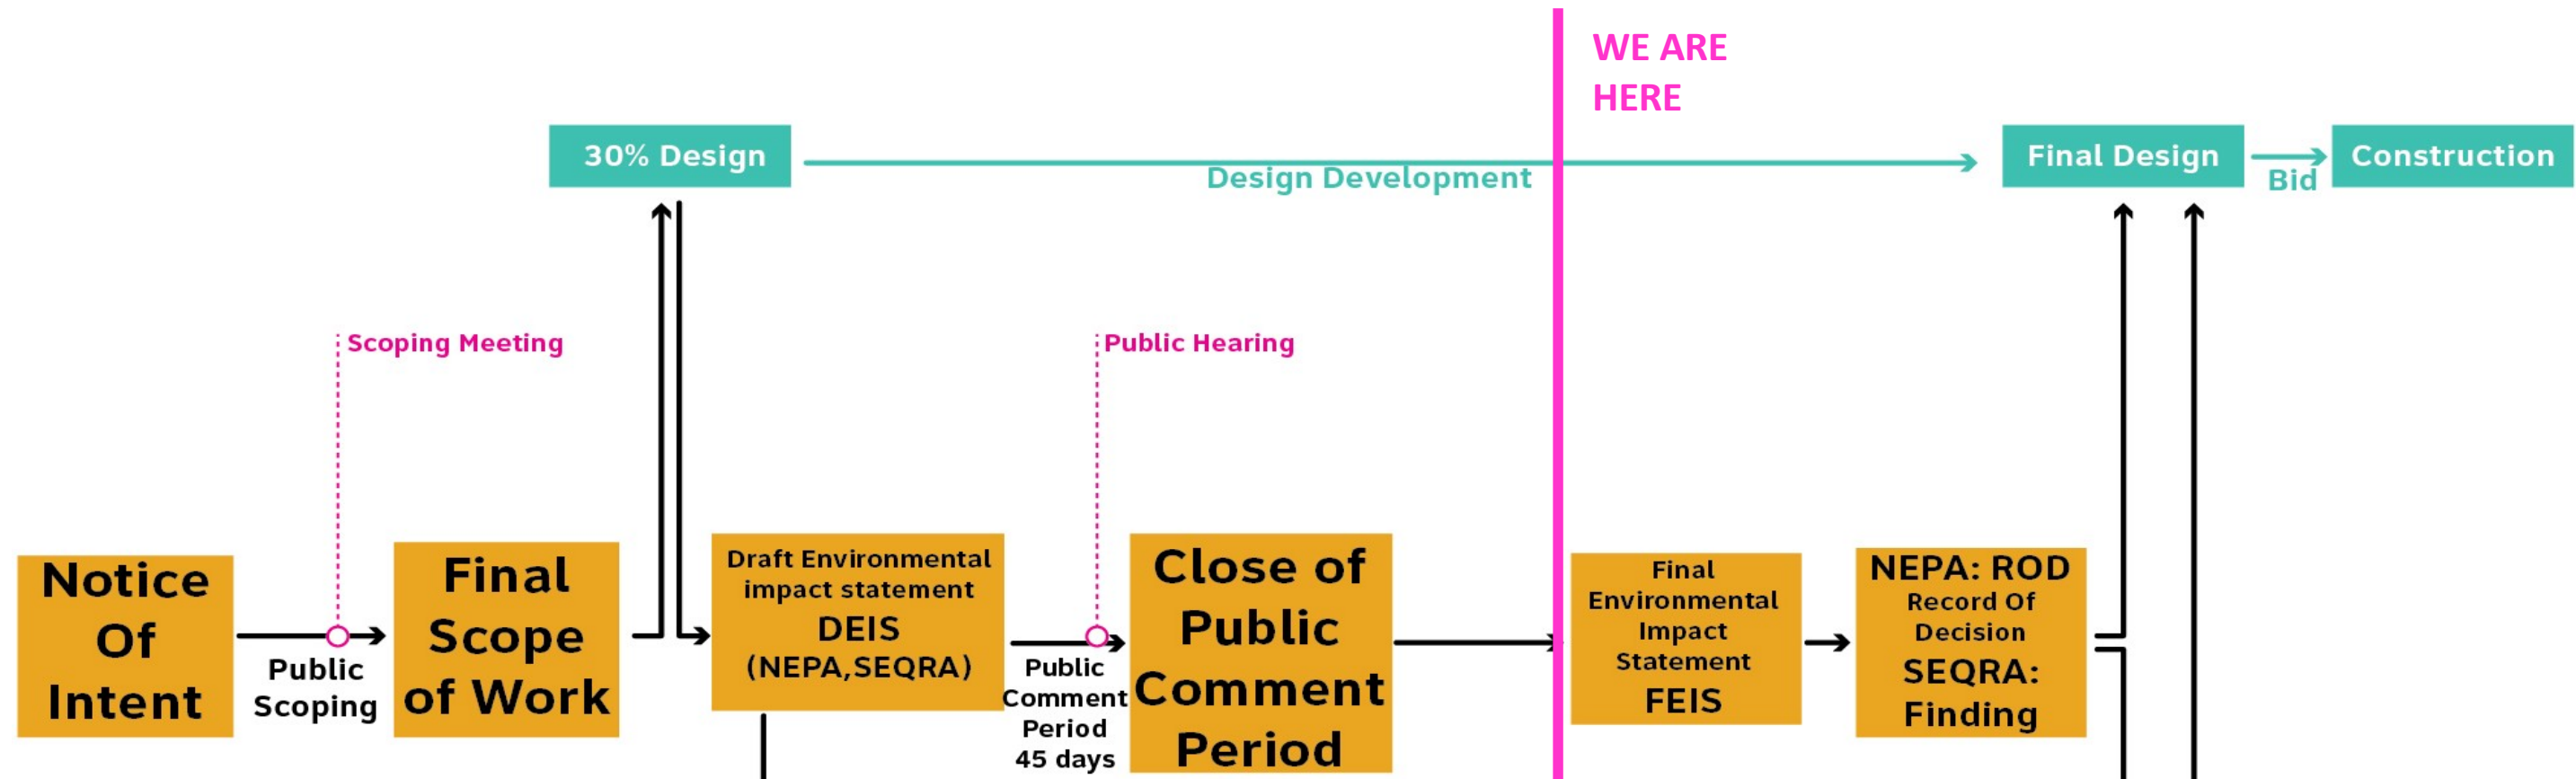 WE ARE
HERE
30% Design
Design Development
Final Design
Bid
Construction
Scoping Meeting
Public Hearing
Notice
Of
Intent
Public
Scoping
Final
Scope
of Work
Draft Environmental
impact statement
DEIS
(NEPA,SEQRA)
Public
Comment
Period
45 days
Close of
Public
Comment
Period
Final
Environmental
Impact
Statement
FEIS
NEPA: ROD
Record Of
Decision
SEQRA:
Finding